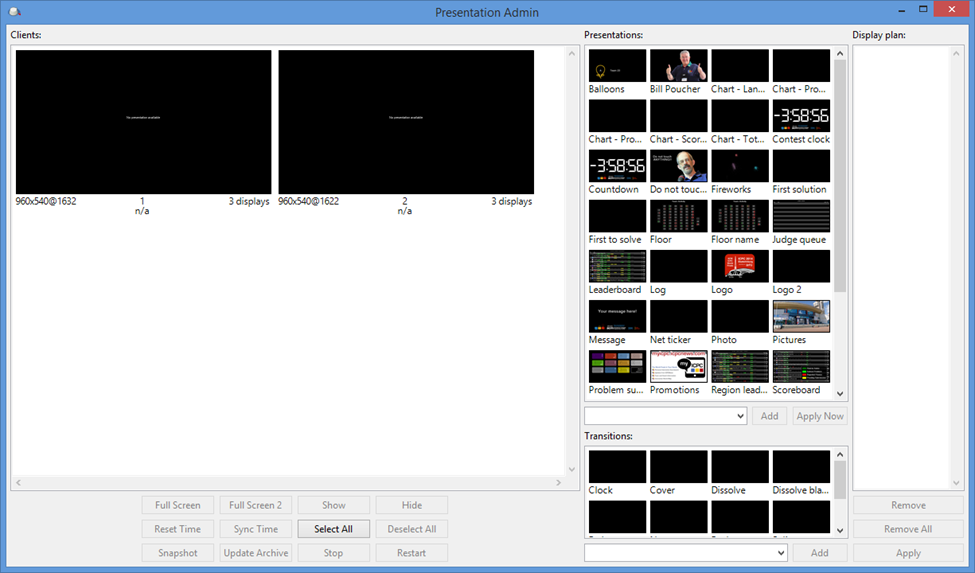 Presentation Admin
Clients:
No presentation available
No presentation available
960x540@1632 1 3 displays
n/a
960x540@1622 2 3 displays
n/a
Full Screen Full Screen 2 Show Hide
Reset Time Sync Time Select All Deselect All
Snapshot Update Archive Stop Restart
Presentations:
Balloons Bill Poucher Chart - Lan... Chart - Pro...
-3:58:56
Chart - Pro... Chart - Scor... Chart - Tot... Contest clock
-3:58:56
Do not touch
Countdown Do not touc... Fireworks First solution
First to solve Floor Floor name Judge queue
Leaderboard Log Logo Logo 2
Your message here!
Message Net ticker Photo Pictures
Problem su... Promotions Region lead... Scoreboard
Add Apply Now
Transitions:
Clock Cover Dissolve Dissolve bla...
Add
Display plan:
Remove
Remove All
Apply